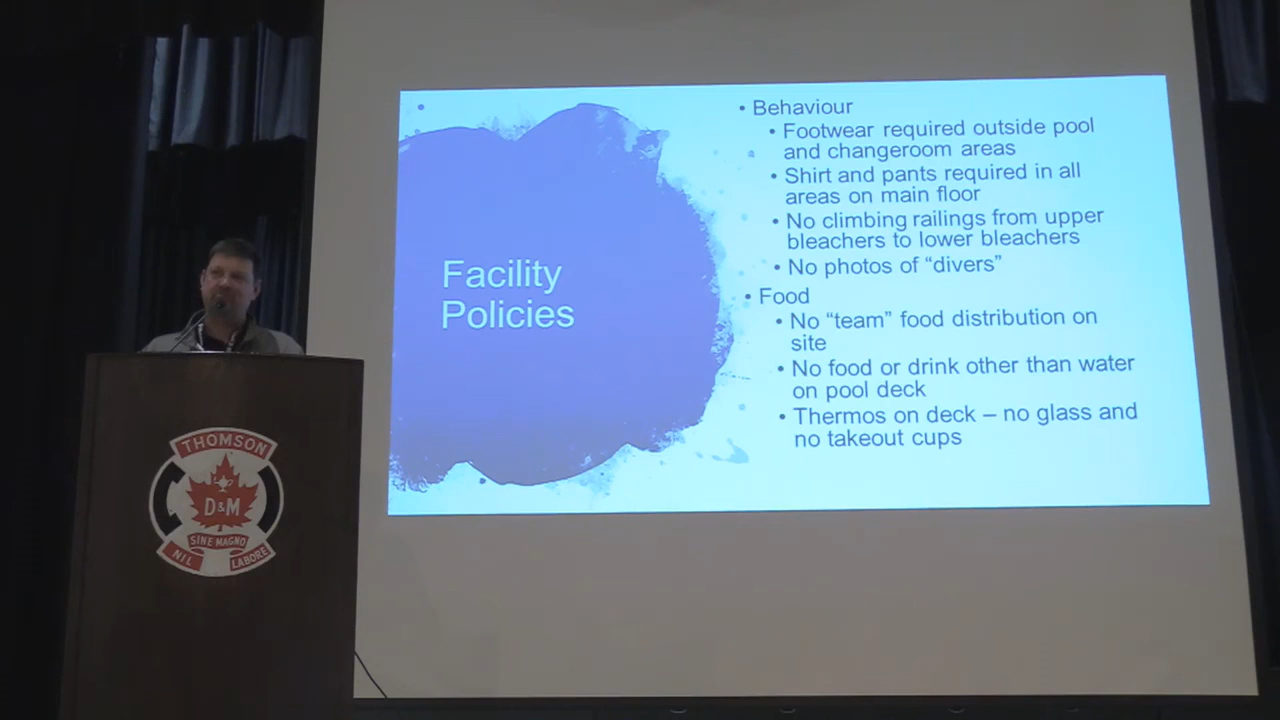 Facility
Policies
• Behaviour
• Footwear required outside pool
and changeroom areas
• Shirt and pants required in all
areas on main floor
• No climbing railings from upper
bleachers to lower bleachers
• No photos of “divers”
• Food
• No “team” food distribution on
site
• No food or drink other than water
on pool deck
• Thermos on deck – no glass and
no takeout cups
THOMSON
D&M
SINE MAGNO
NIL LABORE